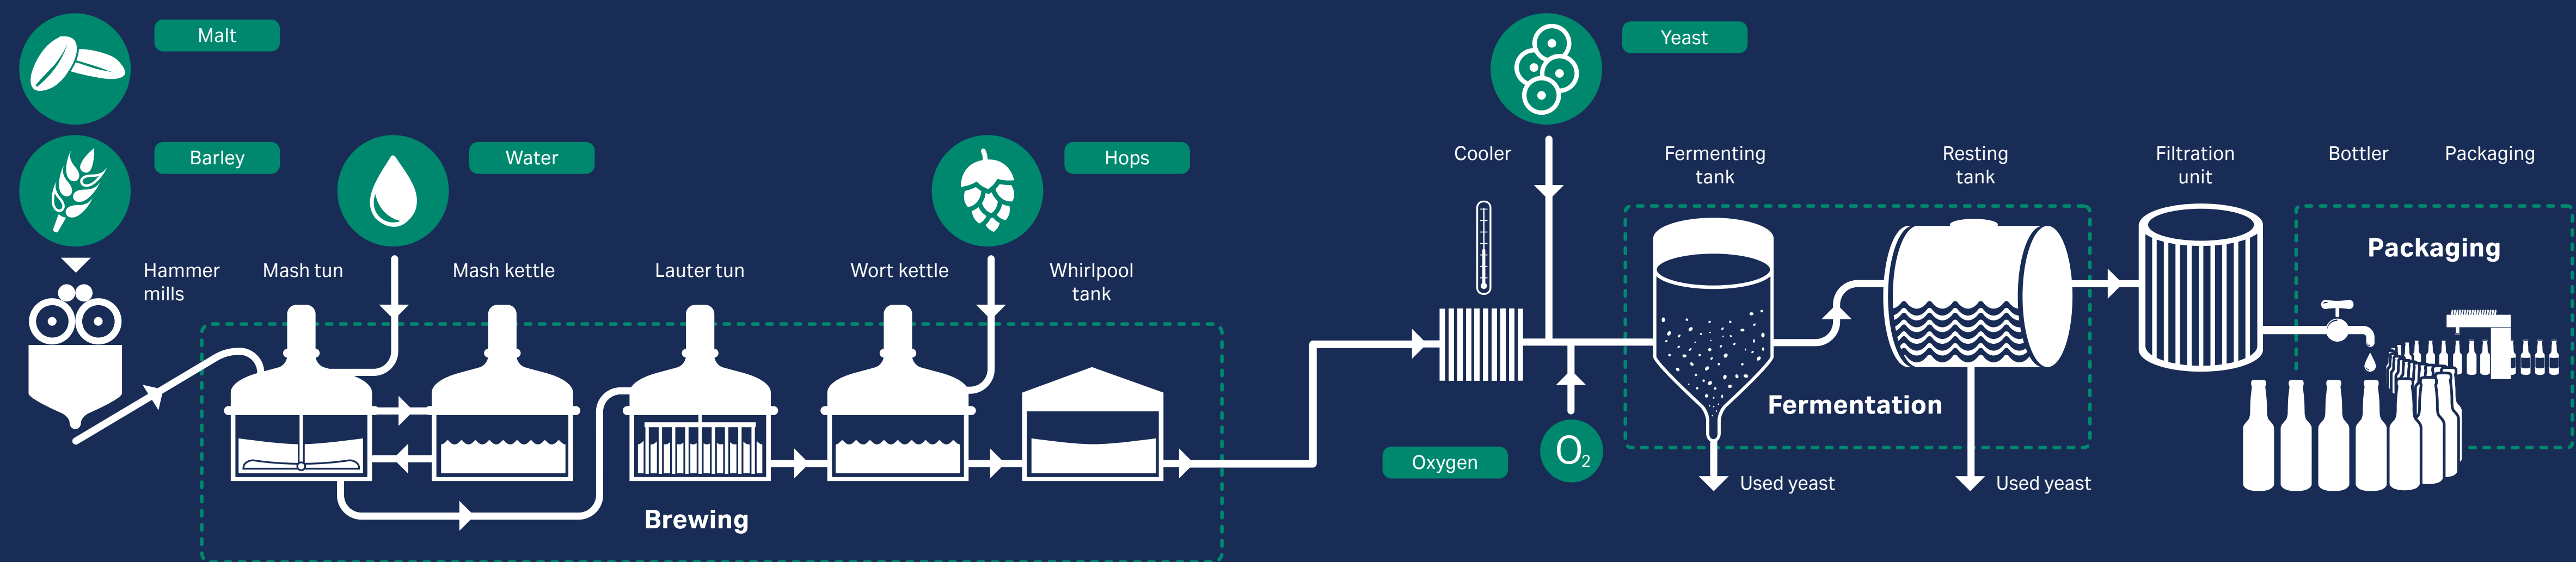 Malt
Yeast
Barley
Water
Hops
Cooler
Fermenting
tank
Resting
tank
Filtration
unit
Bottler
Packaging
Hammer
mills
Mash tun
Mash kettle
Lauter tun
Wort kettle
Whirlpool
tank
Packaging
Fermentation
Oxygen
O2
Used yeast
Used yeast
Brewing